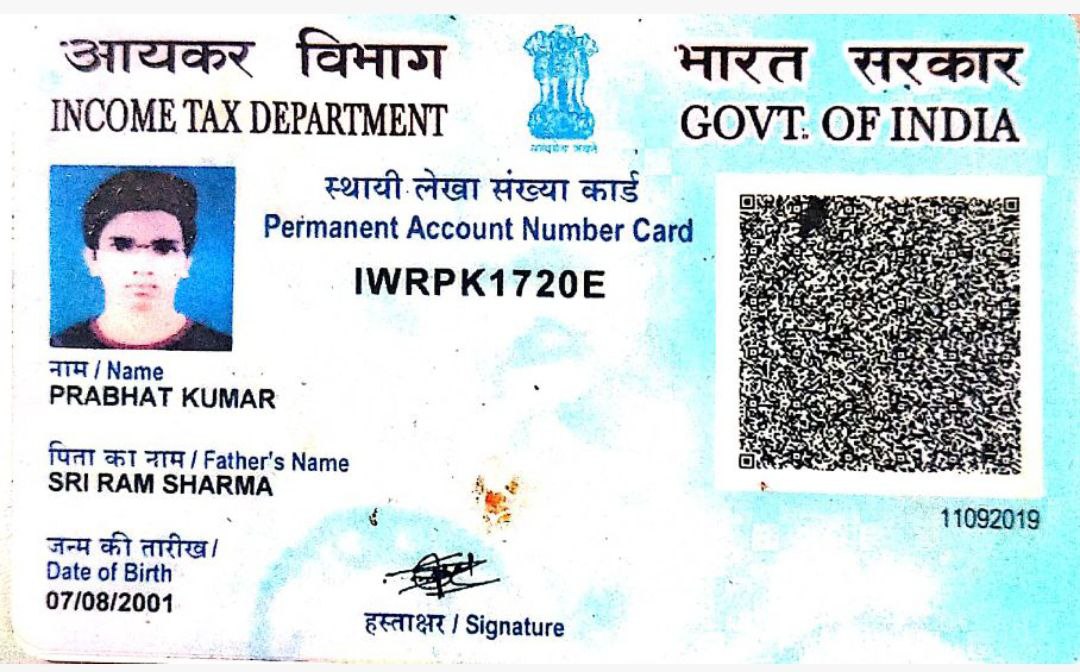 आयकर विभाग
INCOME TAX DEPARTMENT
भारत सरकार
GOVT. OF INDIA
सत्यमेव जयते
स्थायी लेखा संख्या कार्ड
Permanent Account Number Card
IWRPK1720E
नाम / Name
PRABHAT KUMAR
पिता का नाम / Father's Name
SRI RAM SHARMA
जन्म की तारीख /
Date of Birth
07/08/2001
हस्ताक्षर / Signature
11092019